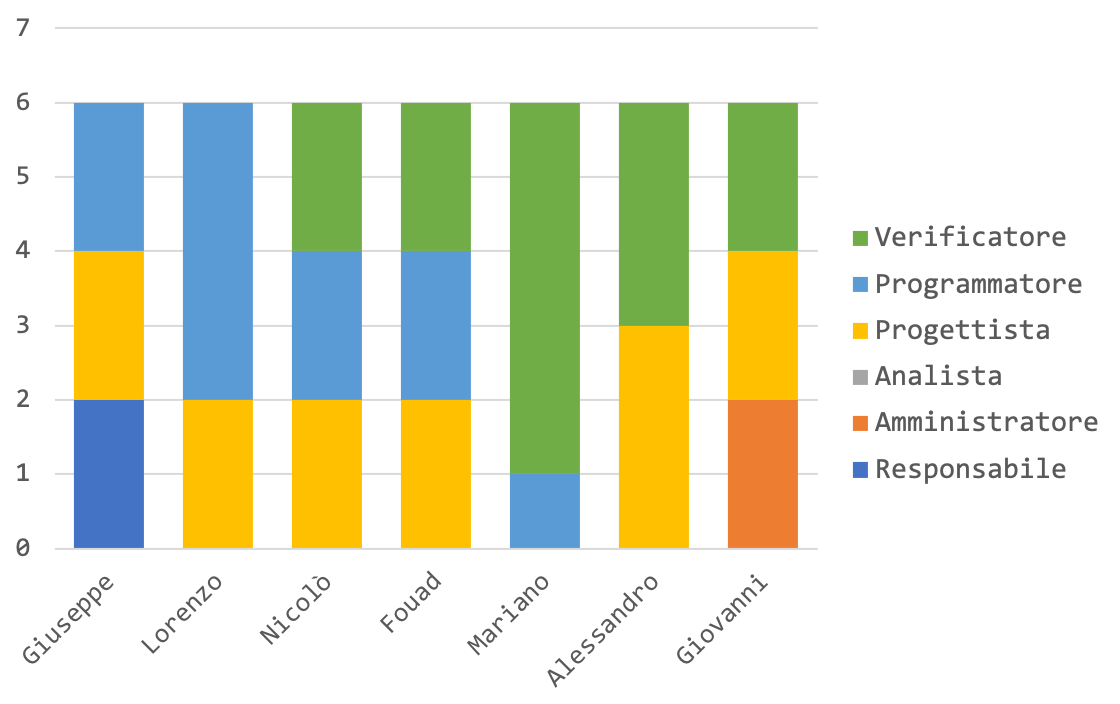 7
6
5
4
3
2
1
0
Giuseppe
Lorenzo
Nicolò
Fouad
Mariano
Alessandro
Giovanni
Verificatore
Programmatore
Progettista
Analista
Amministratore
Responsabile